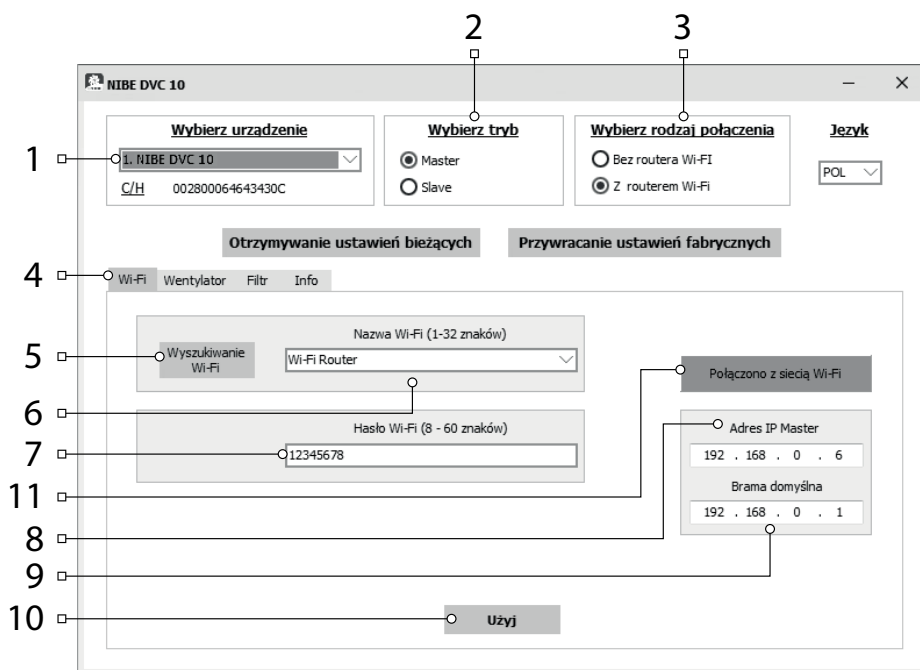 2
3
NIBE DVC 10
Wybierz urządzenie
Wybierz tryb
Wybierz rodzaj połączenia
Język
1
1. NIBE DVC 10
Master
Bez routera Wi-FI
POL
C/H 002800064643430C
Slave
Z routerem Wi-Fi
Otrzymywanie ustawień bieżących
Przywracanie ustawień fabrycznych
4
Wi-Fi
Wentylator
Filtr
Info
Nazwa Wi-Fi (1-32 znaków)
5
Wyszukiwanie
Wi-Fi
Wi-Fi Router
Połączono z siecią Wi-Fi
6
Hasło Wi-Fi (8 - 60 znaków)
Adres IP Master
7
12345678
192 . 168 . 0 . 6
11
Brama domyślna
8
192 . 168 . 0 . 1
9
10
Użyj